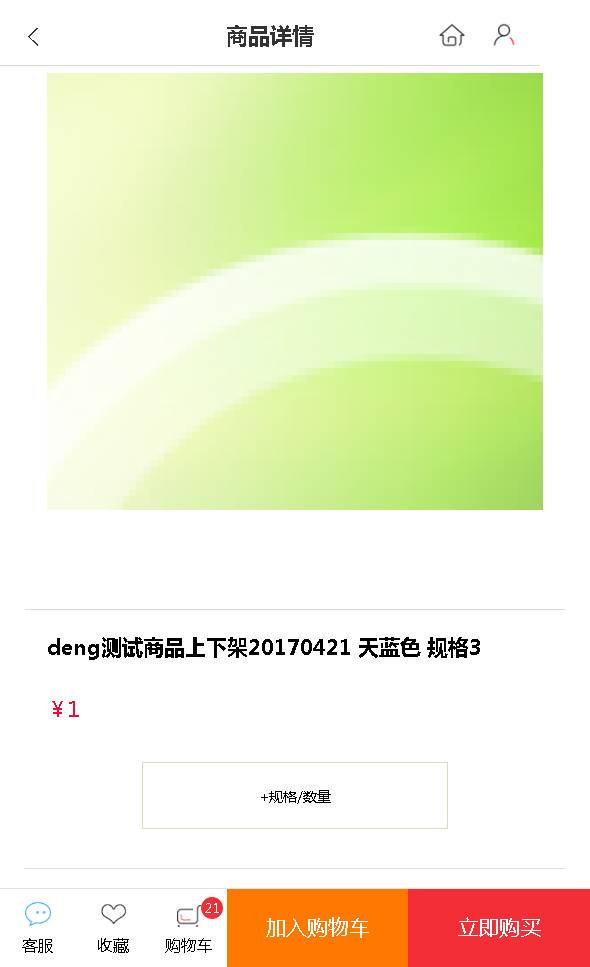 商品详情
deng测试商品上下架20170421 天蓝色 规格3
¥1
+规格/数量
21
客服 收藏 购物车 加入购物车 立即购买